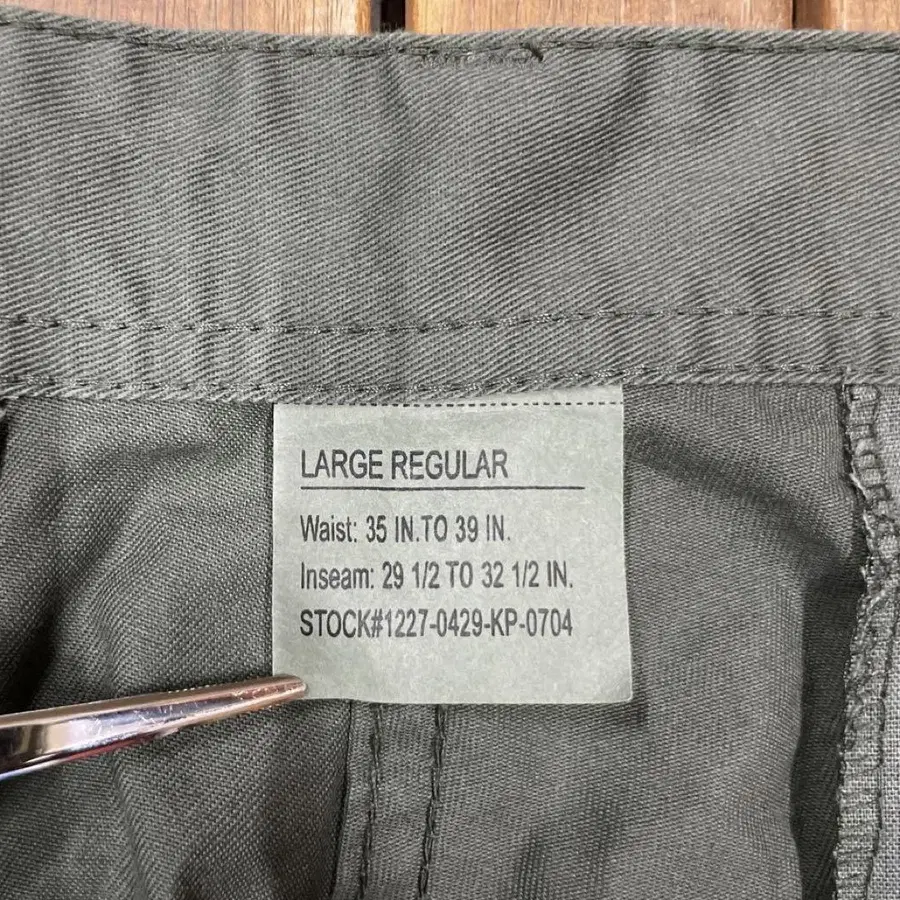 LARGE REGULAR
Waist: 35 IN.TO 39 IN.
Inseam: 29 1/2 TO 32 1/2 IN.
STOCK#1227-0429-KP-0704